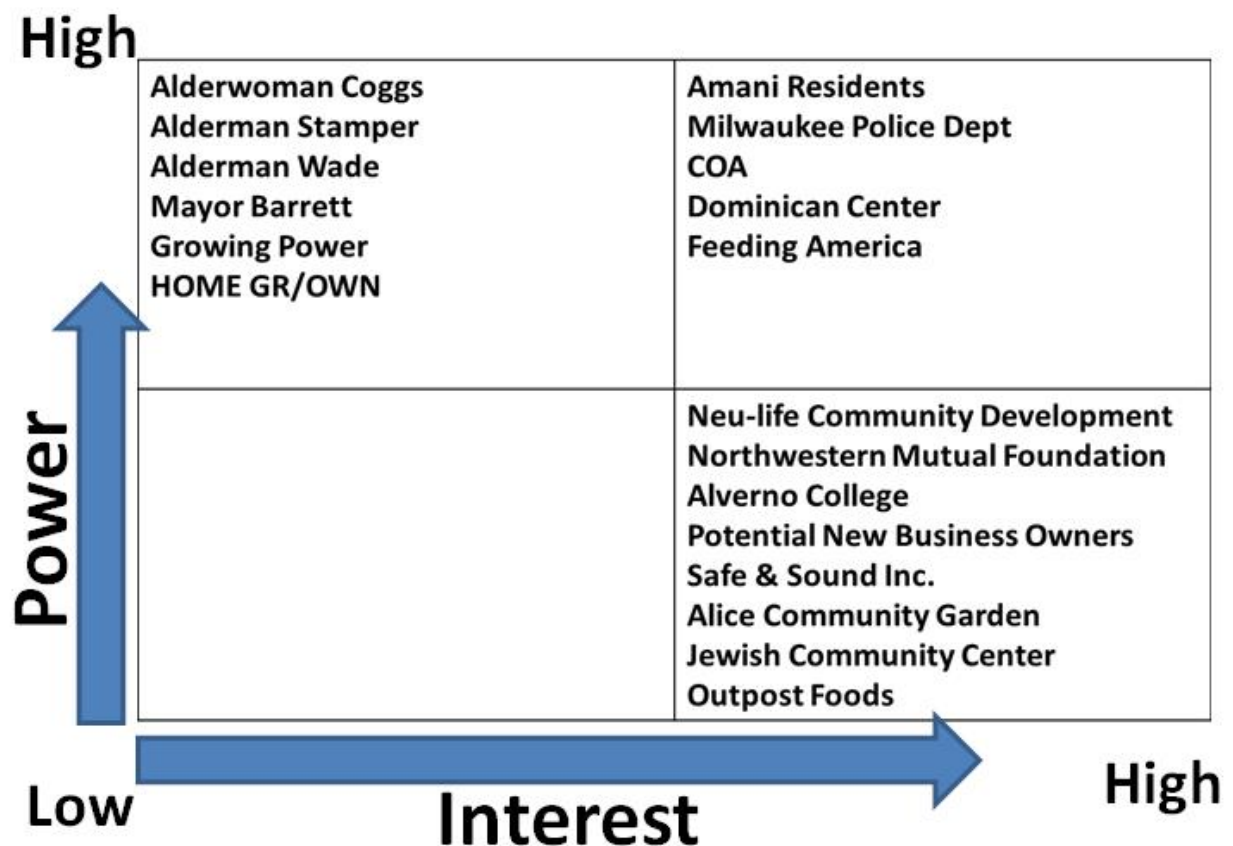 High
Alderwoman Coggs
Alderman Stamper
Alderman Wade
Mayor Barrett
Growing Power
HOME GR/OWN
Amani Residents
Milwaukee Police Dept
COA
Dominican Center
Feeding America
Power
Neu-life Community Development
Northwestern Mutual Foundation
Alverno College
Potential New Business Owners
Safe & Sound Inc.
Alice Community Garden
Jewish Community Center
Outpost Foods
Low
Interest
High